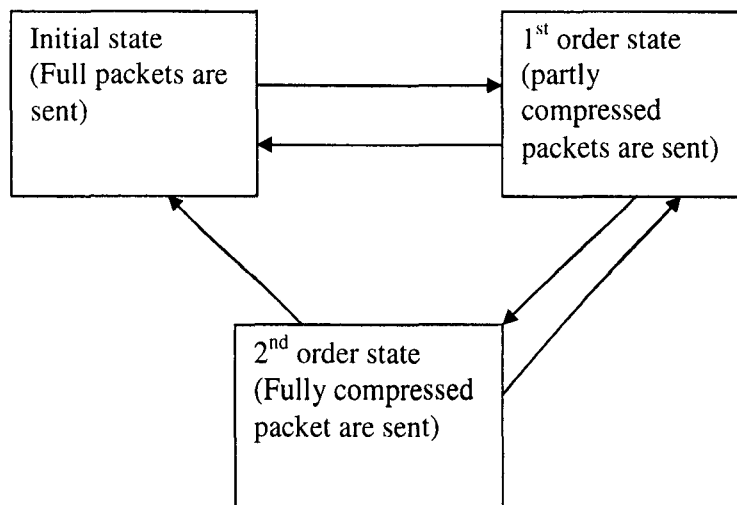 Initial state
(Full packets are
sent)
1st order state
(partly
compressed
packets are sent)
2nd order state
(Fully compressed
packet are sent)